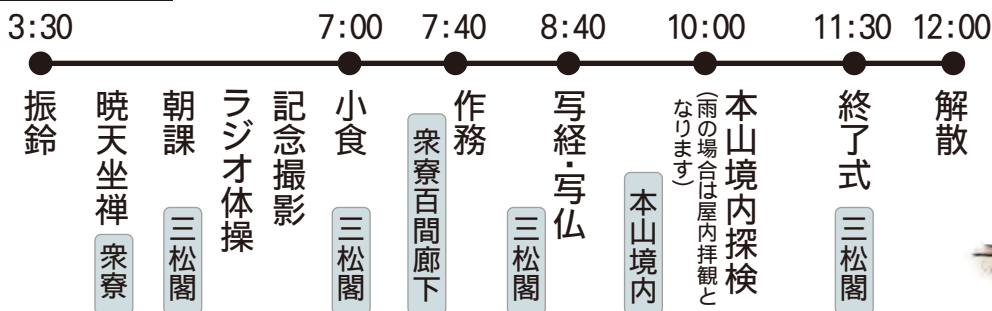 3:30
振鈴
暁天坐禅
衆寮
朝課
三松閣
ラジオ体操
記念撮影
7:00
小食
三松閣
7:40
作務
衆寮百間廊下
8:40
写経・写仏
三松閣
10:00
本山境内探検
(雨の場合は屋内拝観と
なります)
本山境内
11:30
終了式
三松閣
12:00
解散